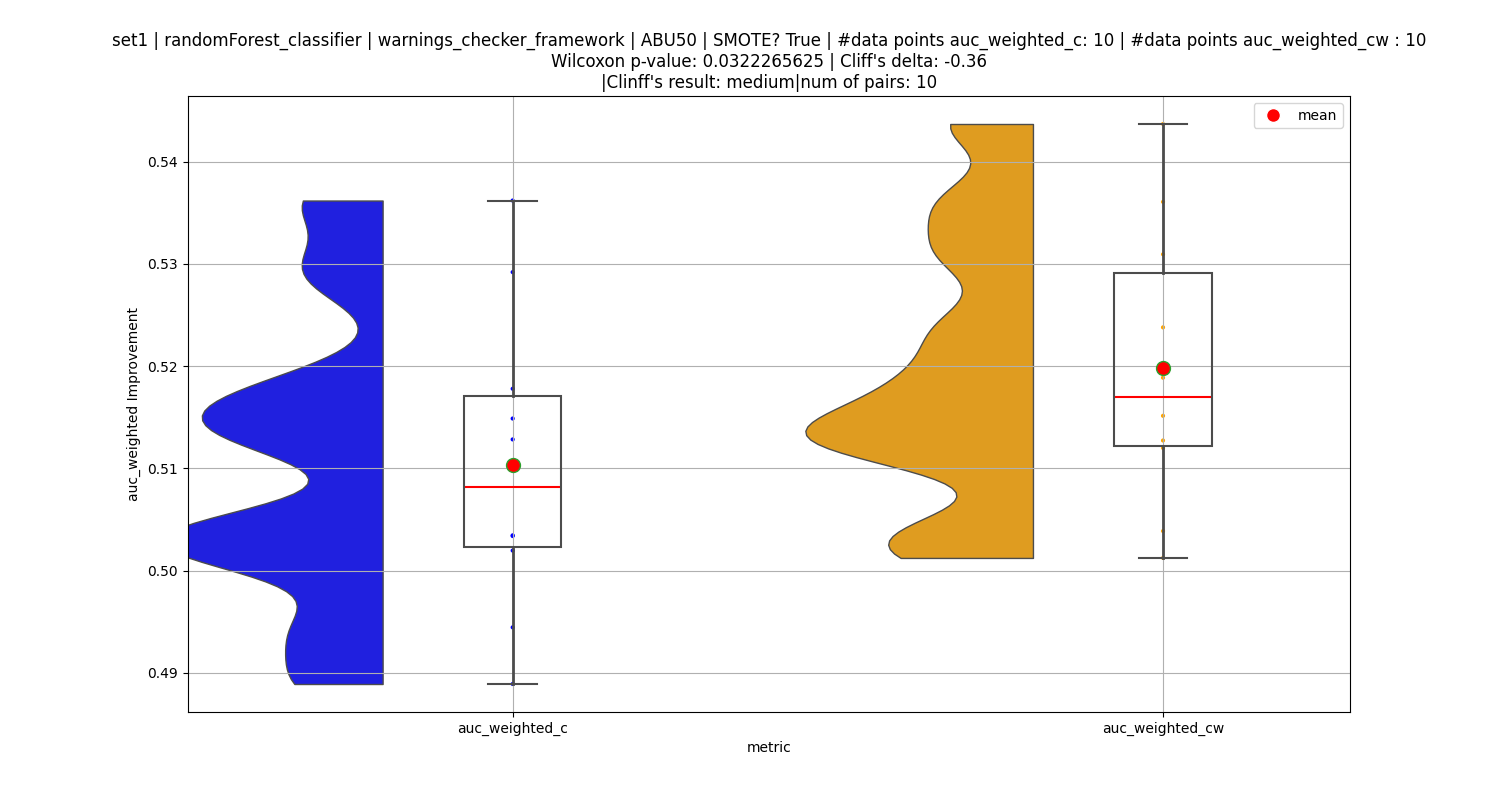 set1 | randomForest_classifier | warnings_checker_framework | ABU50 | SMOTE? True | #data points auc_weighted_c: 10 | #data points auc_weighted_cw : 10
Wilcoxon p-value: 0.0322265625 | Cliff's delta: -0.36
|Clinff's result: medium|num of pairs: 10
mean
auc_weighted Improvement
0.54
0.53
0.52
0.51
0.50
0.49
auc_weighted_c
auc_weighted_cw
metric